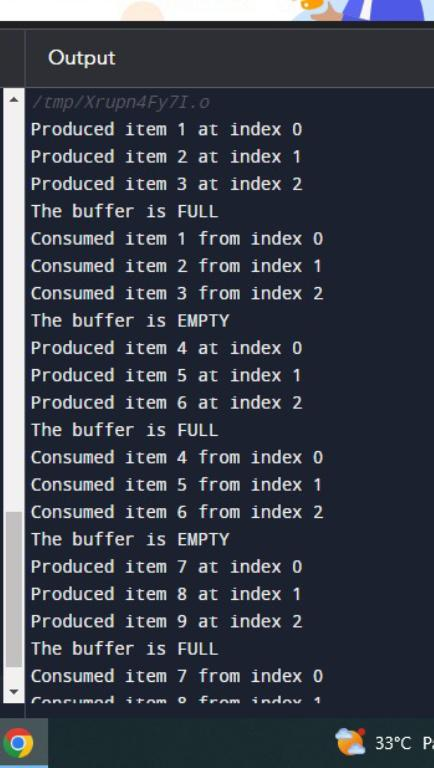 Output
/tmp/Xrupn4Fy7I.o
Produced item 1 at index 0
Produced item 2 at index 1
Produced item 3 at index 2
The buffer is FULL
Consumed item 1 from index 0
Consumed item 2 from index 1
Consumed item 3 from index 2
The buffer is EMPTY
Produced item 4 at index 0
Produced item 5 at index 1
Produced item 6 at index 2
The buffer is FULL
Consumed item 4 from index 0
Consumed item 5 from index 1
Consumed item 6 from index 2
The buffer is EMPTY
Produced item 7 at index 0
Produced item 8 at index 1
Produced item 9 at index 2
The buffer is FULL
Consumed item 7 from index 0
Consumed item 8 from index 1
33°C